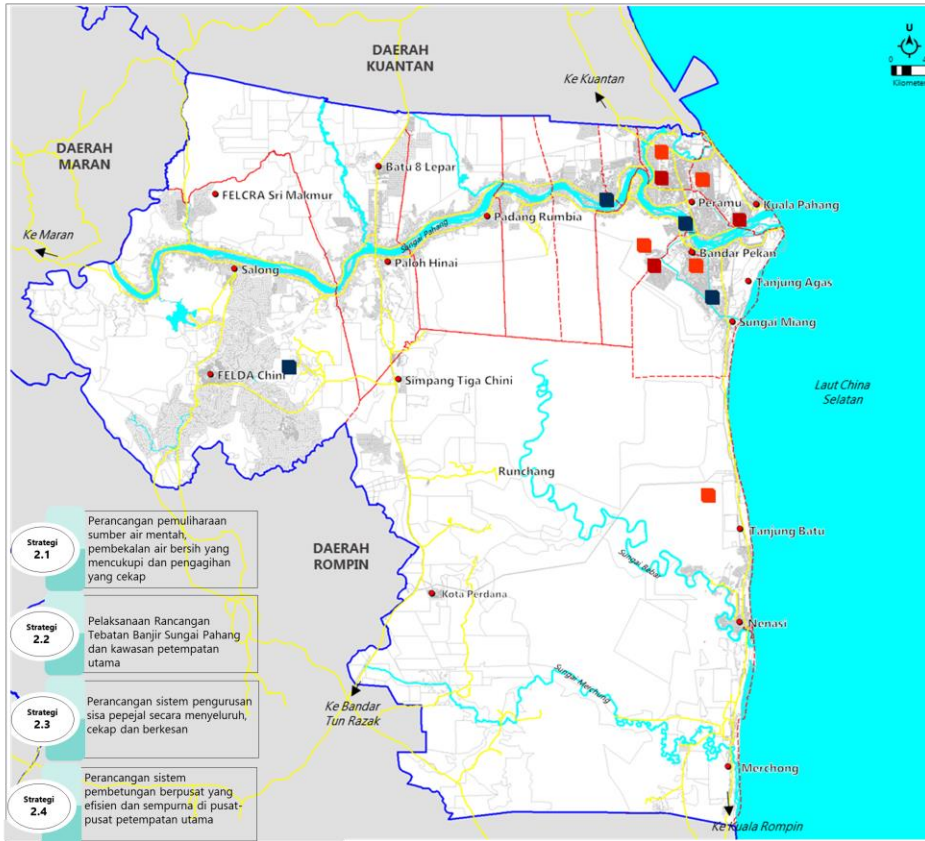 DAERAH
KUANTAN
U
0
Kilometer
Ke Kuantan
DAERAH
MARAN
Batu 8 Lepar
FELCRA Sri Makmur
Peramu
Kuala Pahang
Padang Rumbia
Sungai Pahang
Ke Maran
Bandar Pekan
Salong
Paloh Hinai
Tanjung Agas
Sungai Miang
FELDA Chini
Simpang Tiga Chini
Laut China
Selatan
Runchang
Strategi
2.1
Perancangan pemuliharaan
sumber air mentah,
pembekalan air bersih yang
mencukupi dan pengagihan
yang cekap
DAERAH
ROMPIN
Tanjung Batu
Sungai Bebar
Kota Perdana
Strategi
2.2
Pelaksanaan Rancangan
Tebatan Banjir Sungai Pahang
dan kawasan petempatan
utama
Nenasi
Sungai Merchung
Strategi
2.3
Perancangan sistem pengurusan
sisa pepejal secara menyeluruh,
cekap dan berkesan
Ke Bandar
Tun Razak
Merchong
Strategi
2.4
Perancangan sistem
pembetungan berpusat yang
efisien dan sempurna di pusat-
pusat petempatan utama
Ke Kuala Rompin